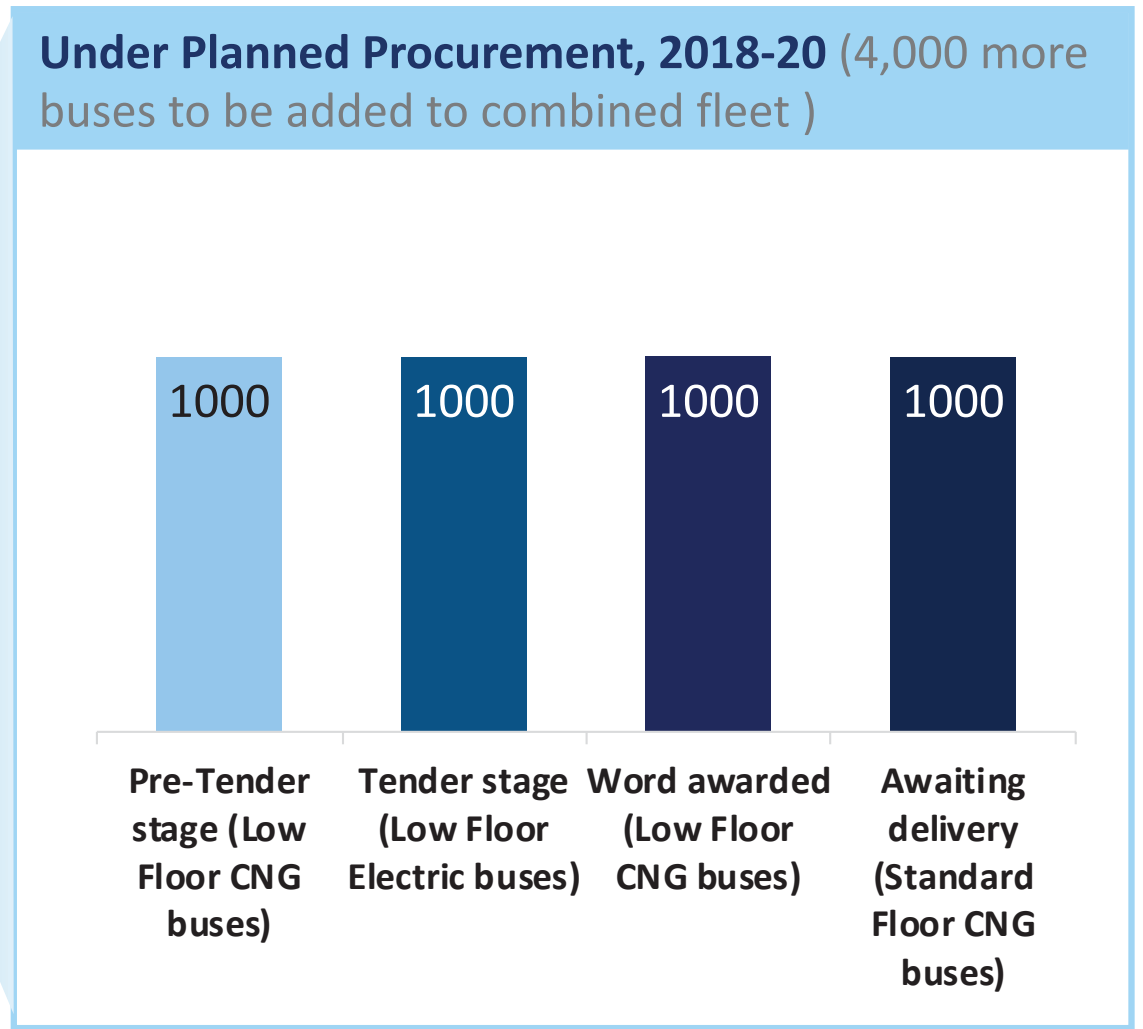 Under Planned Procurement, 2018-20 (4,000 more
buses to be added to combined fleet )
1000
1000
1000
1000
Pre-Tender
stage (Low
Floor CNG
buses)
Tender stage
(Low Floor
Electric buses)
Word awarded
(Low Floor
CNG buses)
Awaiting
delivery
(Standard
Floor CNG
buses)